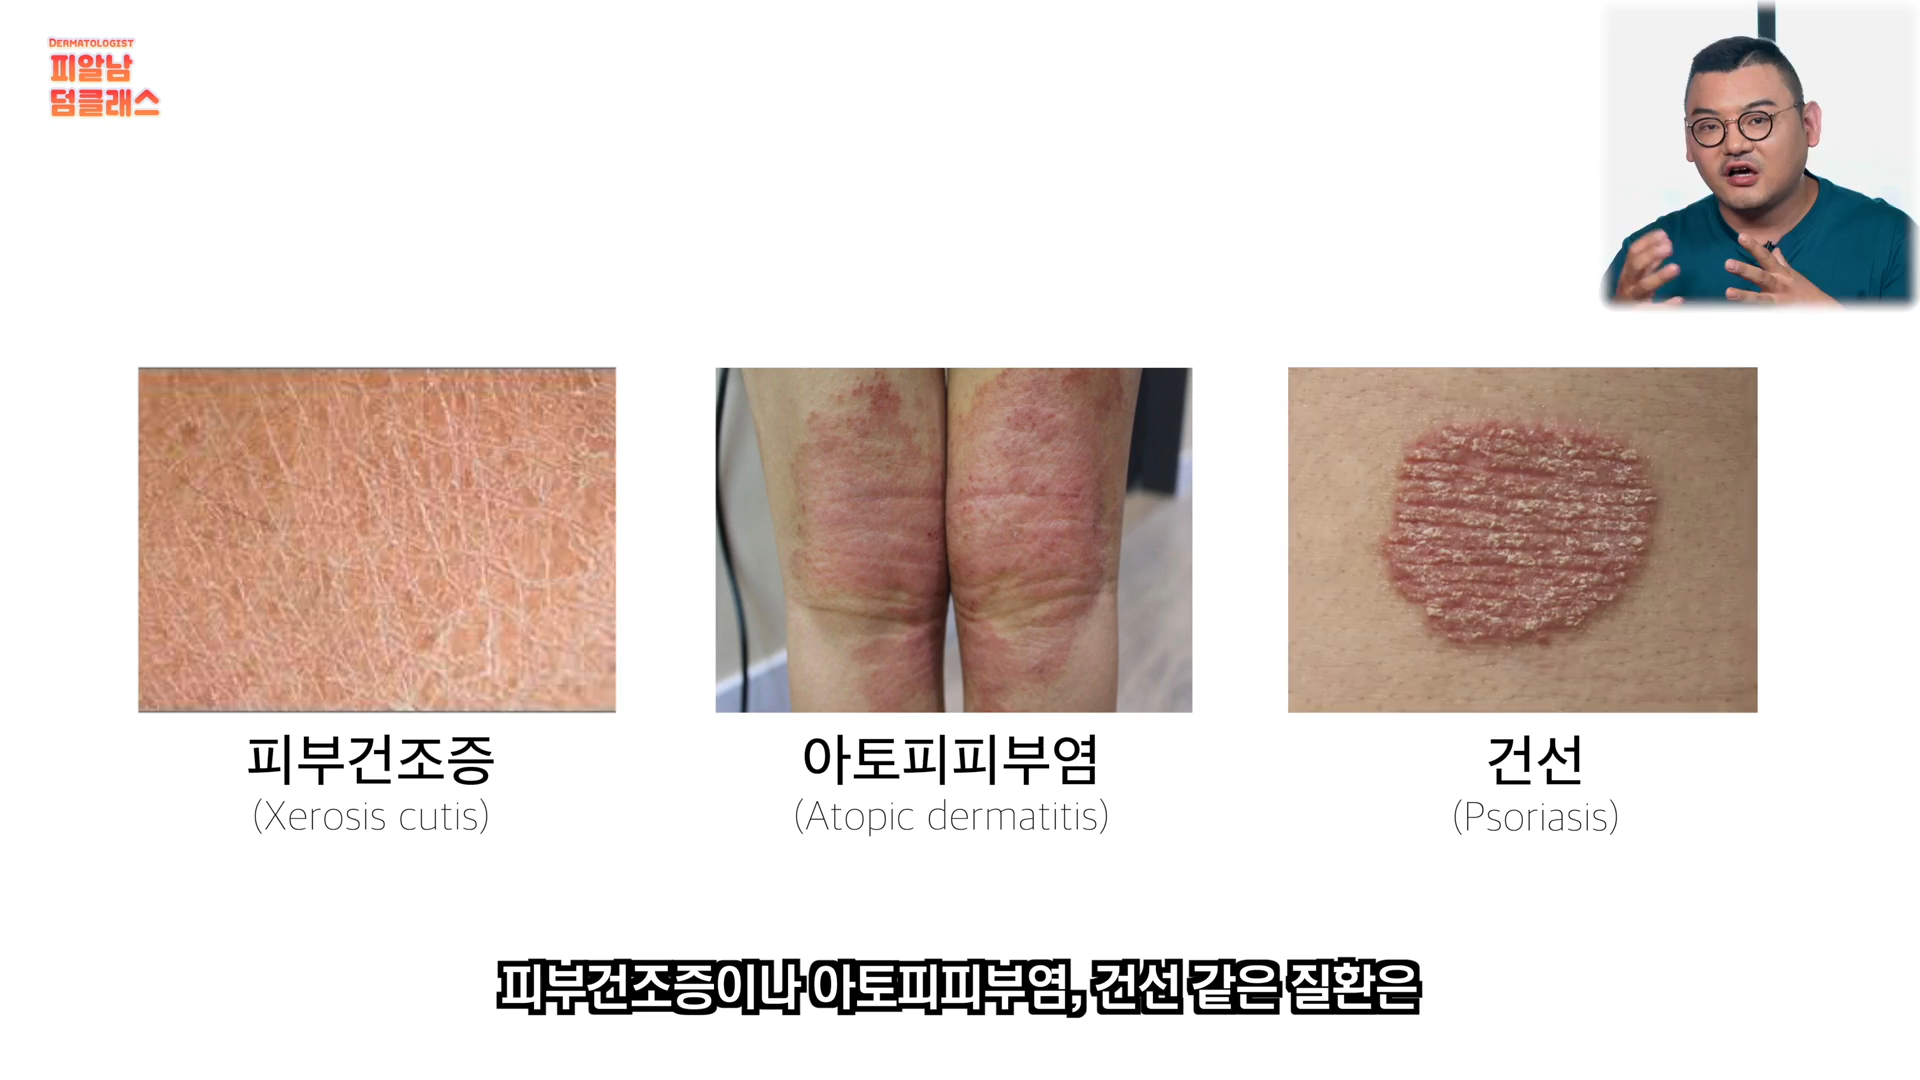 DERMATOLOGIST
피알남
덤클래스
피부건조증
(Xerosis cutis)
아토피피부염
(Atopic dermatitis)
건선
(Psoriasis)
피부건조증이나 아토피피부염, 건선 같은 질환은